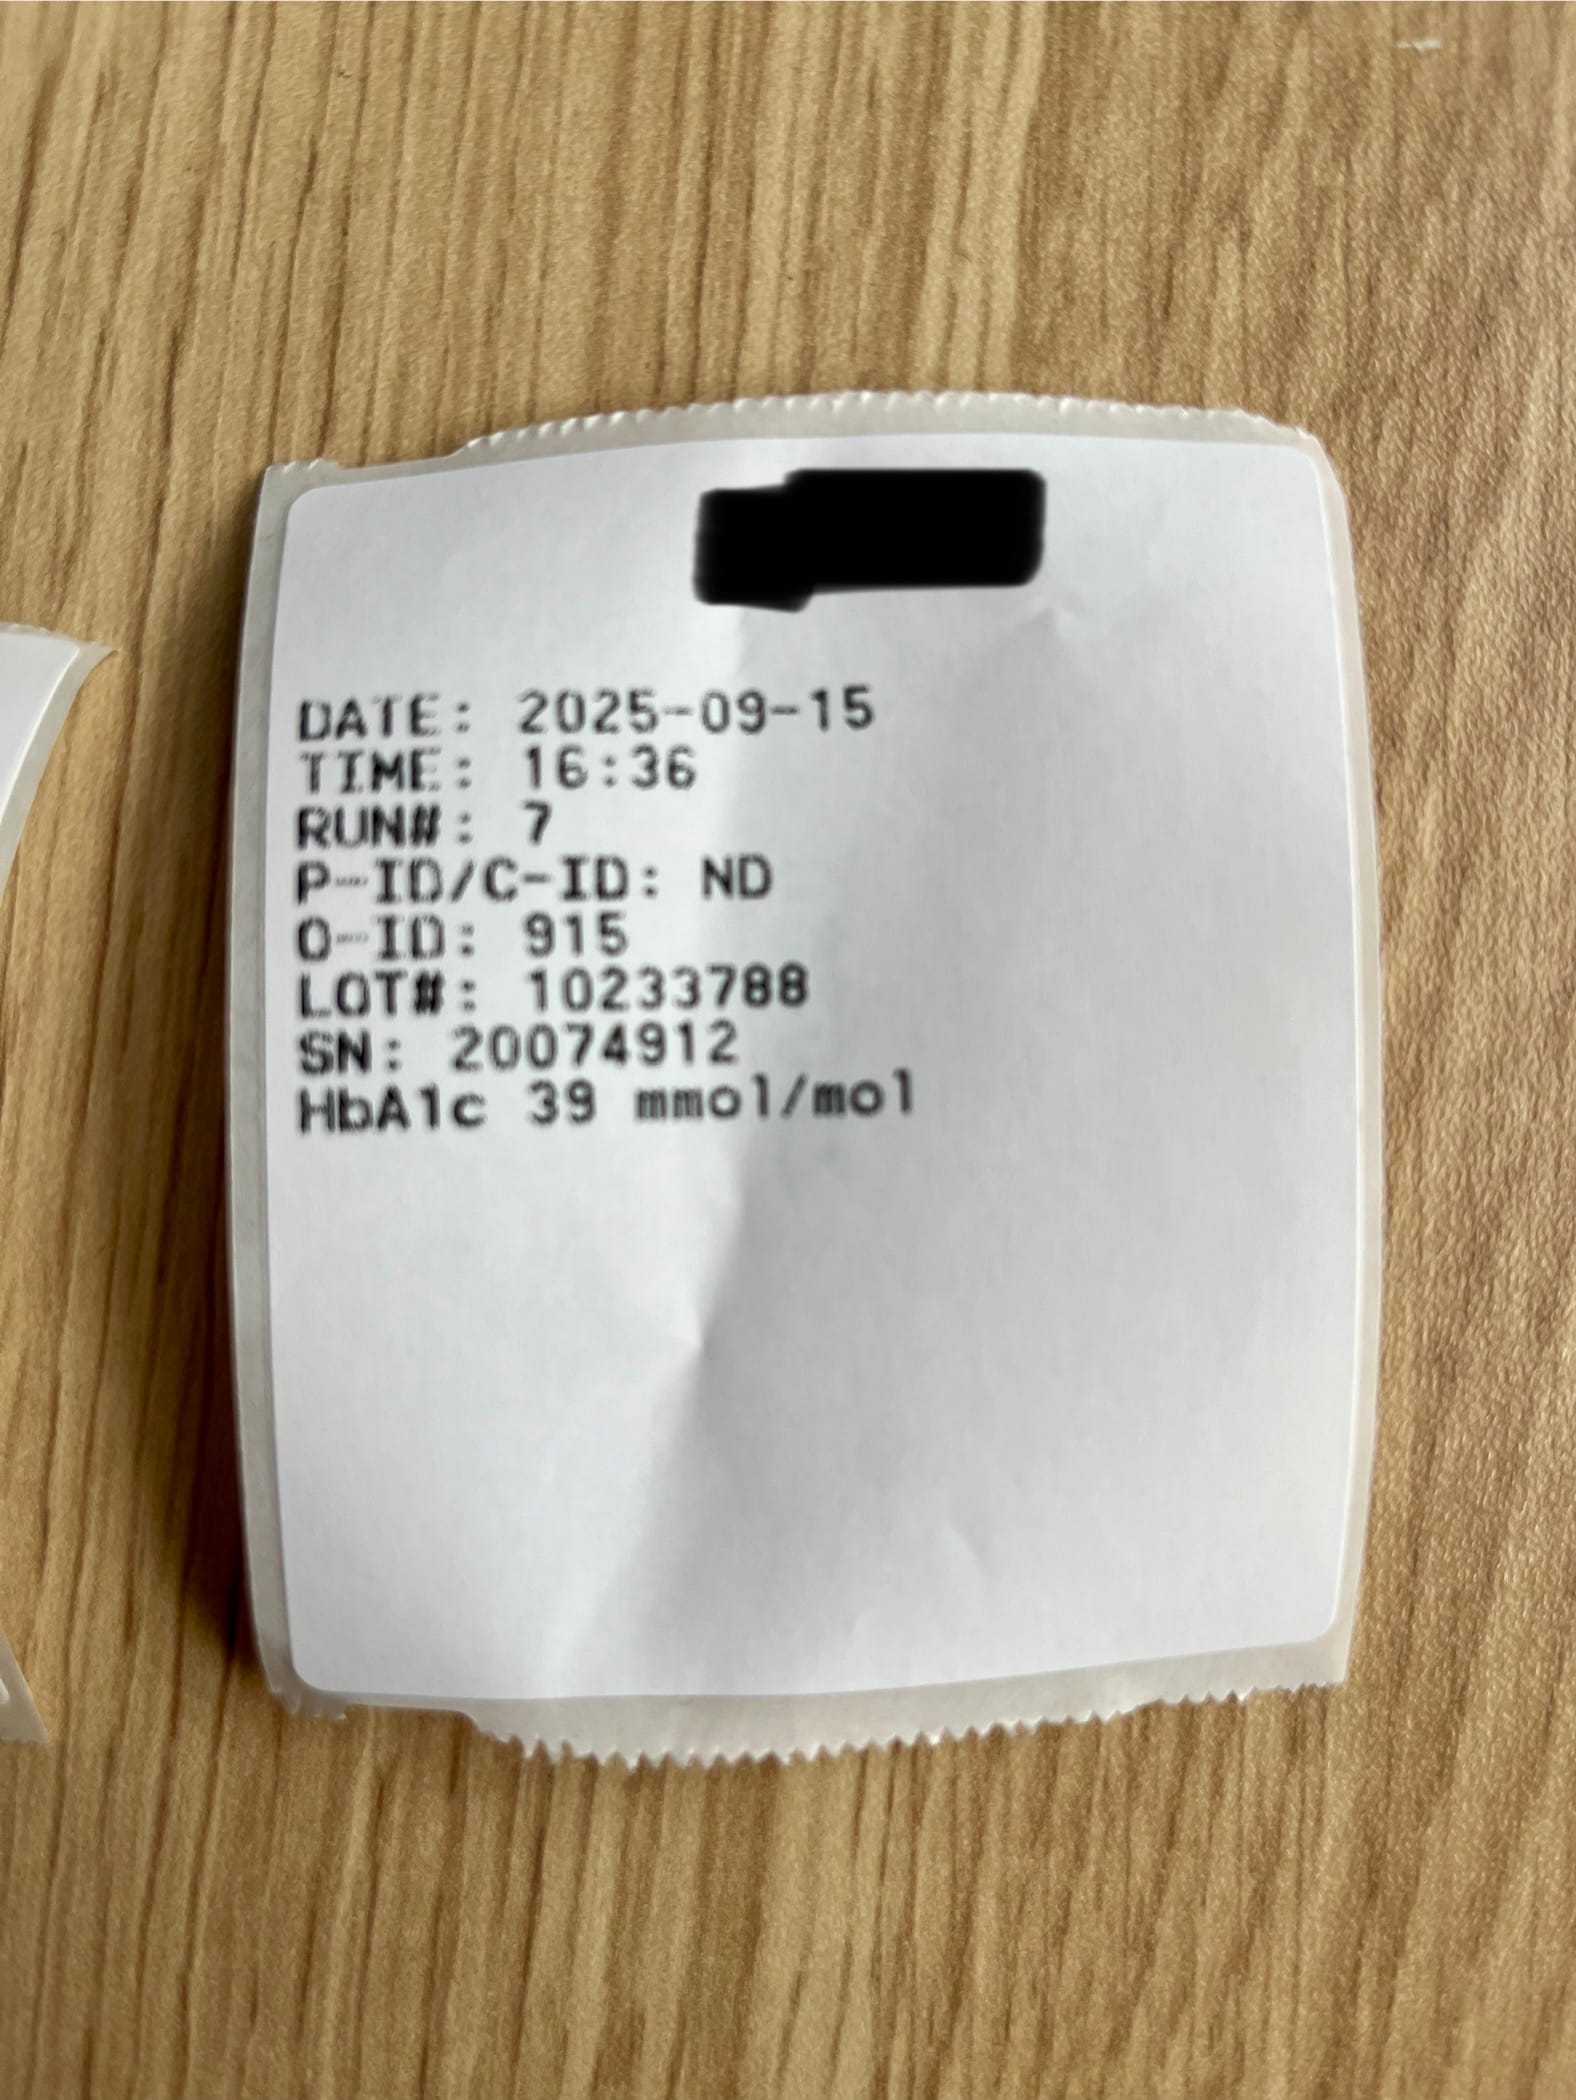 DATE: 2025-09-15
TIME: 16:36
RUN#: 7
P-ID/C-ID: ND
O-ID: 915
LOT#: 10233788
SN: 20074912
HbA1c 39 mmol/mol